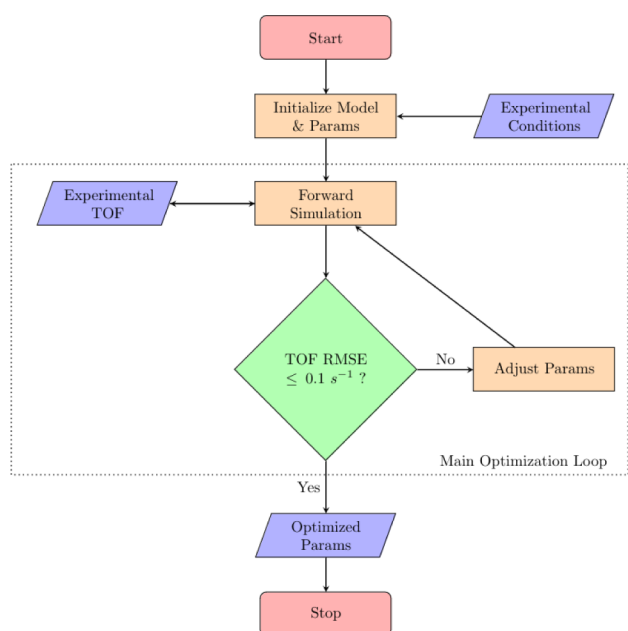 Start
Initialize Model
& Params
Experimental
Conditions
Experimental
TOF
Forward
Simulation
TOF RMSE
≤ 0.1 s⁻¹ ?
No
Adjust Params
Main Optimization Loop
Yes
Optimized
Params
Stop